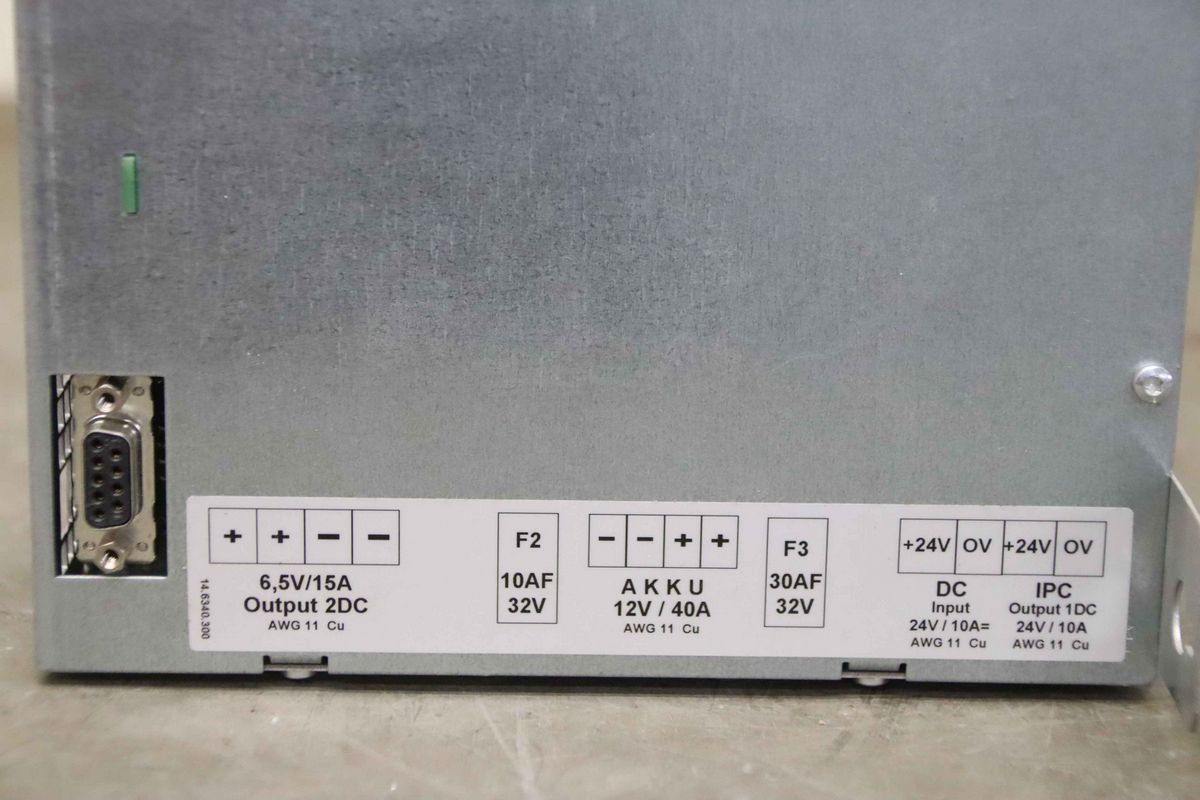 + + − −
6,5V/15A
Output 2DC
AWG 11 Cu
14.6340.300
F2
10AF
32V
− − + +
AKKU
12V / 40A
AWG 11 Cu
F3
30AF
32V
+24V OV +24V OV
DC
Input
24V / 10A=
AWG 11 Cu
IPC
Output 1DC
24V / 10A
AWG 11 Cu